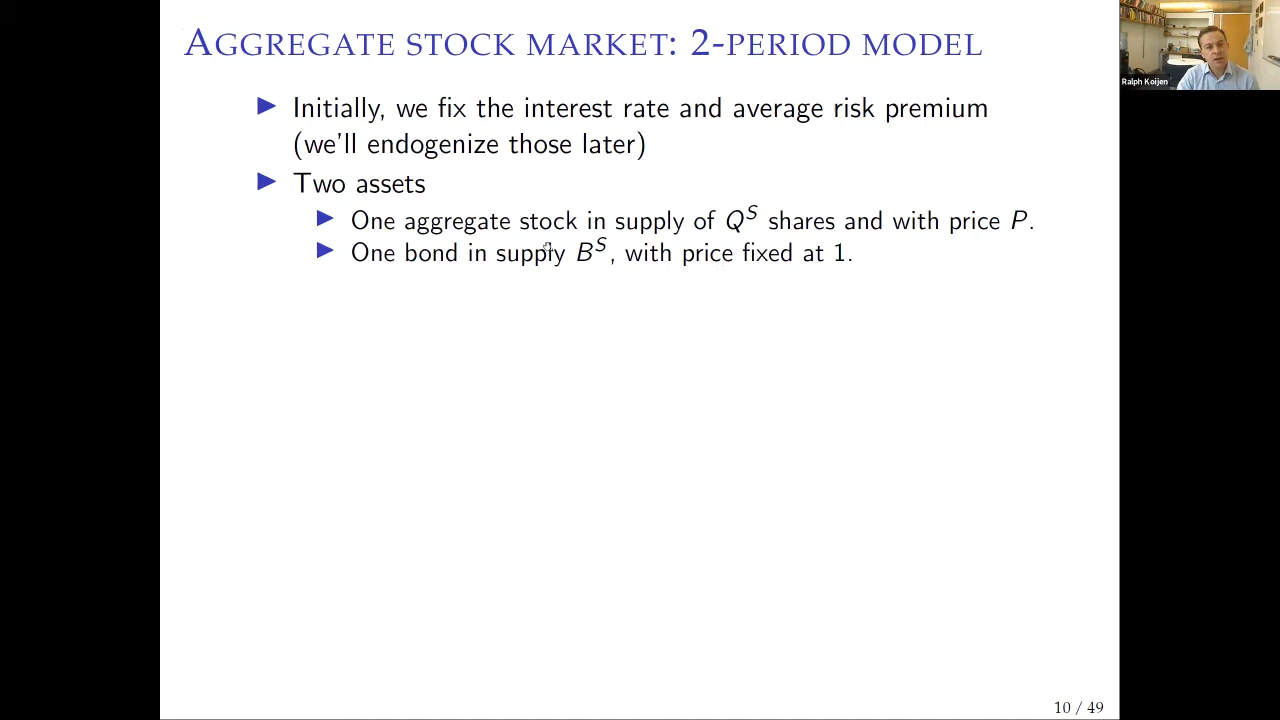 AGGREGATE STOCK MARKET: 2-PERIOD MODEL
Ralph Koijen
▶ Initially, we fix the interest rate and average risk premium
(we'll endogenize those later)
▶ Two assets
▶ One aggregate stock in supply of Q^S shares and with price P.
▶ One bond in supply B^S, with price fixed at 1.
10 / 49